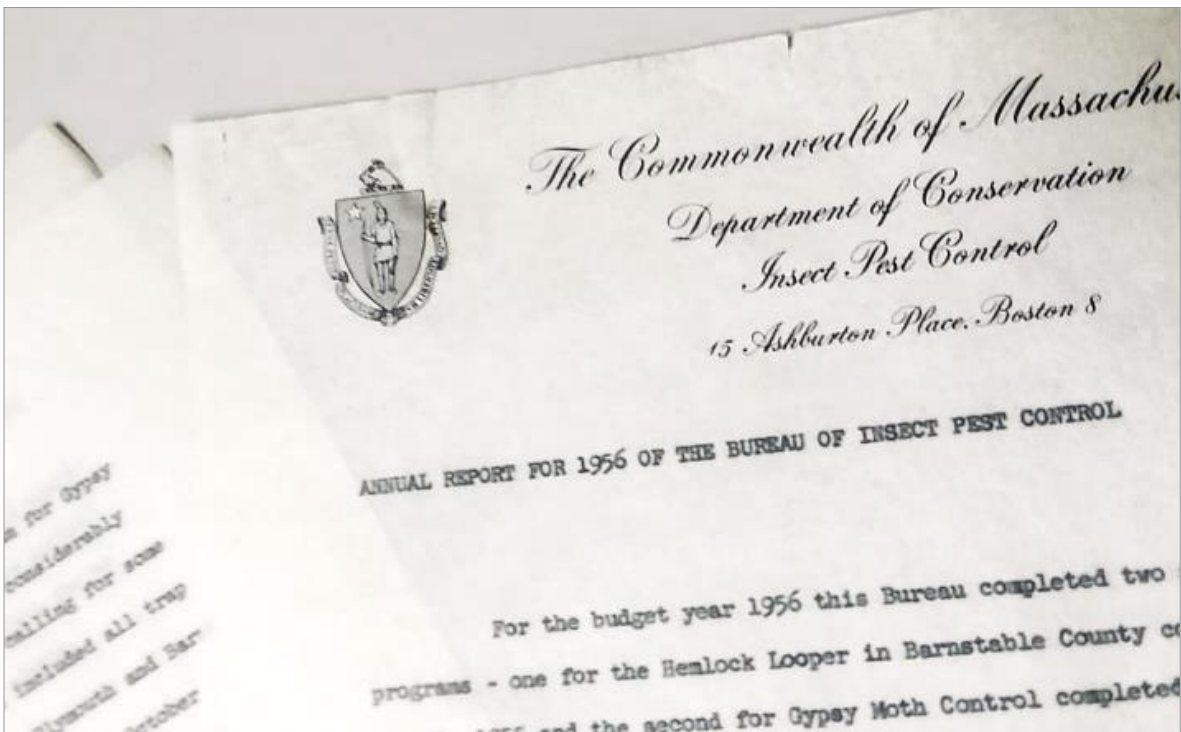 for Gypsy
considerably
calling for some
included all trap
Plymouth and Bar
October
The Commonwealth of Massachus
Department of Conservation
Insect Pest Control
15 Ashburton Place, Boston 8
ANNUAL REPORT FOR 1956 OF THE BUREAU OF INSECT PEST CONTROL
For the budget year 1956 this Bureau completed two
programs - one for the Hemlock Looper in Barnstable County co
and the second for Gypsy Moth Control completed